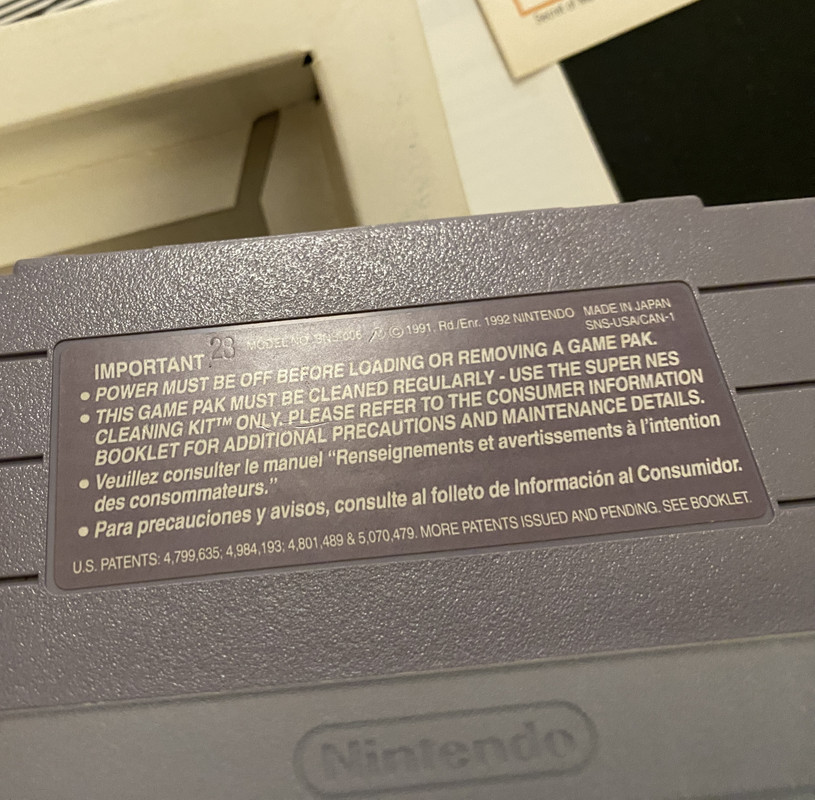 Secret of
IMPORTANT 23 MODEL NO. SNS-006 ©1991. Rd./Enr. 1992 NINTENDO MADE IN JAPAN
SNS-USA/CAN-1
• POWER MUST BE OFF BEFORE LOADING OR REMOVING A GAME PAK.
• THIS GAME PAK MUST BE CLEANED REGULARLY - USE THE SUPER NES
CLEANING KIT™ ONLY. PLEASE REFER TO THE CONSUMER INFORMATION
BOOKLET FOR ADDITIONAL PRECAUTIONS AND MAINTENANCE DETAILS.
• Veuillez consulter le manuel “Renseignements et avertissements à l’intention
des consommateurs.”
• Para precauciones y avisos, consulte al folleto de Información al Consumidor.
U.S. PATENTS: 4,799,635; 4,984,193; 4,801,489 & 5,070,479. MORE PATENTS ISSUED AND PENDING. SEE BOOKLET.
Nintendo